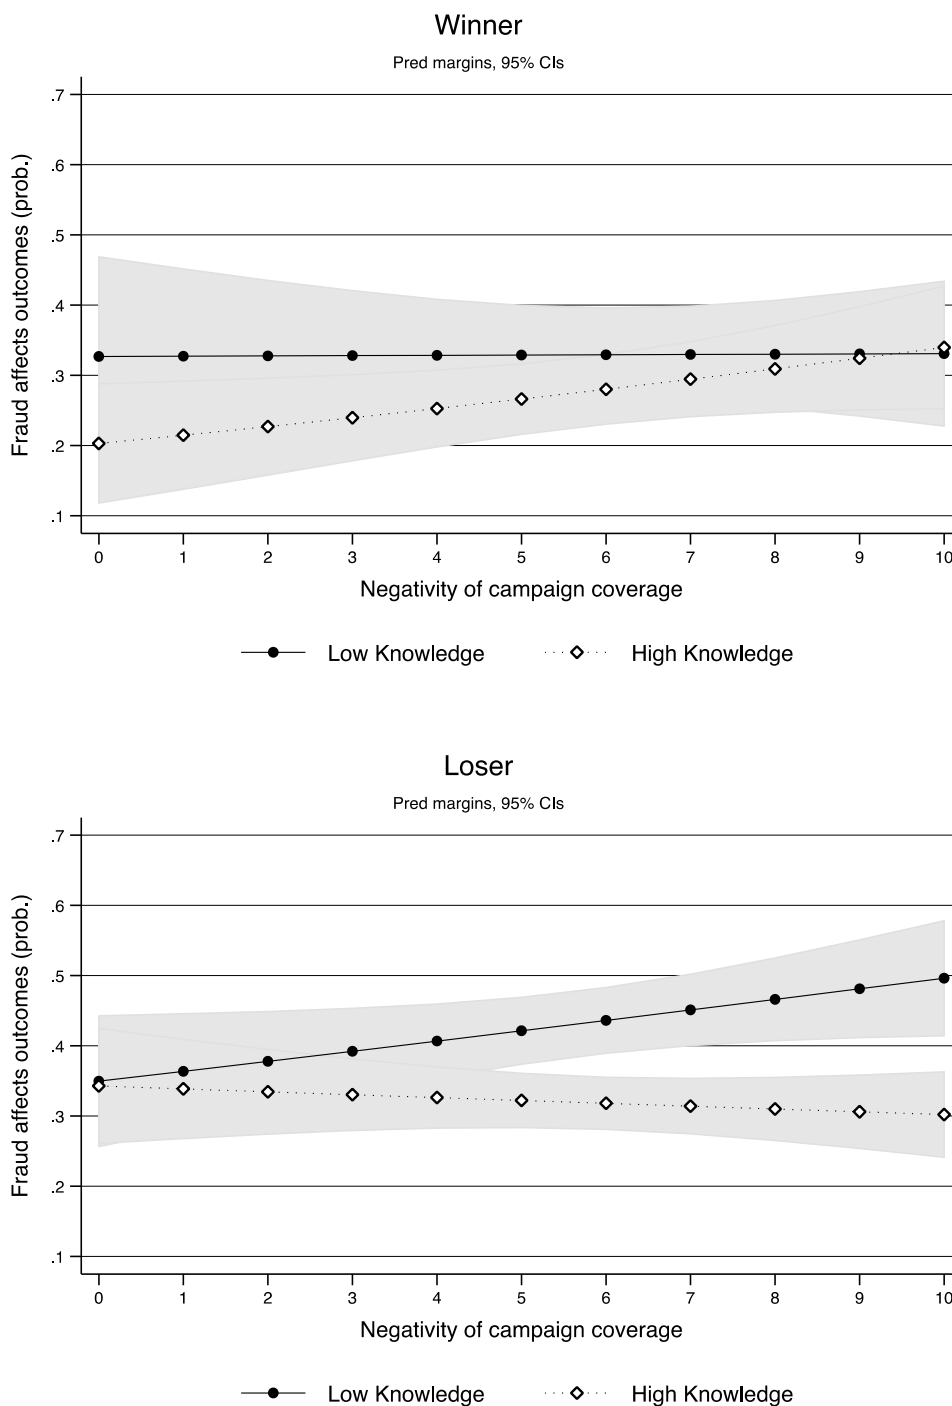 Winner
Pred margins, 95% CIs
.7
.6
.5
.4
.3
.2
.1
Fraud affects outcomes (prob.)
0 1 2 3 4 5 6 7 8 9 10
Negativity of campaign coverage
Low Knowledge High Knowledge
Loser
Pred margins, 95% CIs
.7
.6
.5
.4
.3
.2
.1
Fraud affects outcomes (prob.)
0 1 2 3 4 5 6 7 8 9 10
Negativity of campaign coverage
Low Knowledge High Knowledge